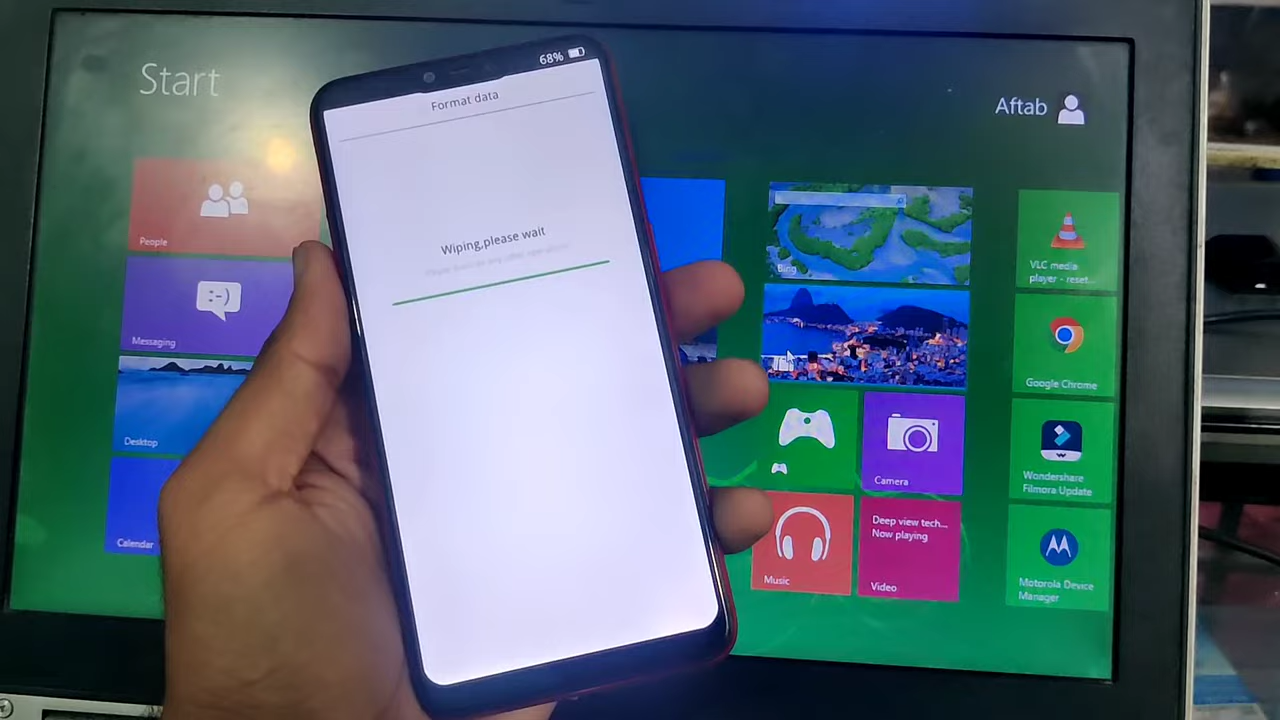 Start
Aftab
68%
Format data
Wiping,please wait
People
Messaging
Desktop
Calendar
Bing
Camera
Music
Deep view tech...
Now playing
Video
VLC media
player - reset...
Google Chrome
Wondershare
Filmora Update
Motorola Device
Manager